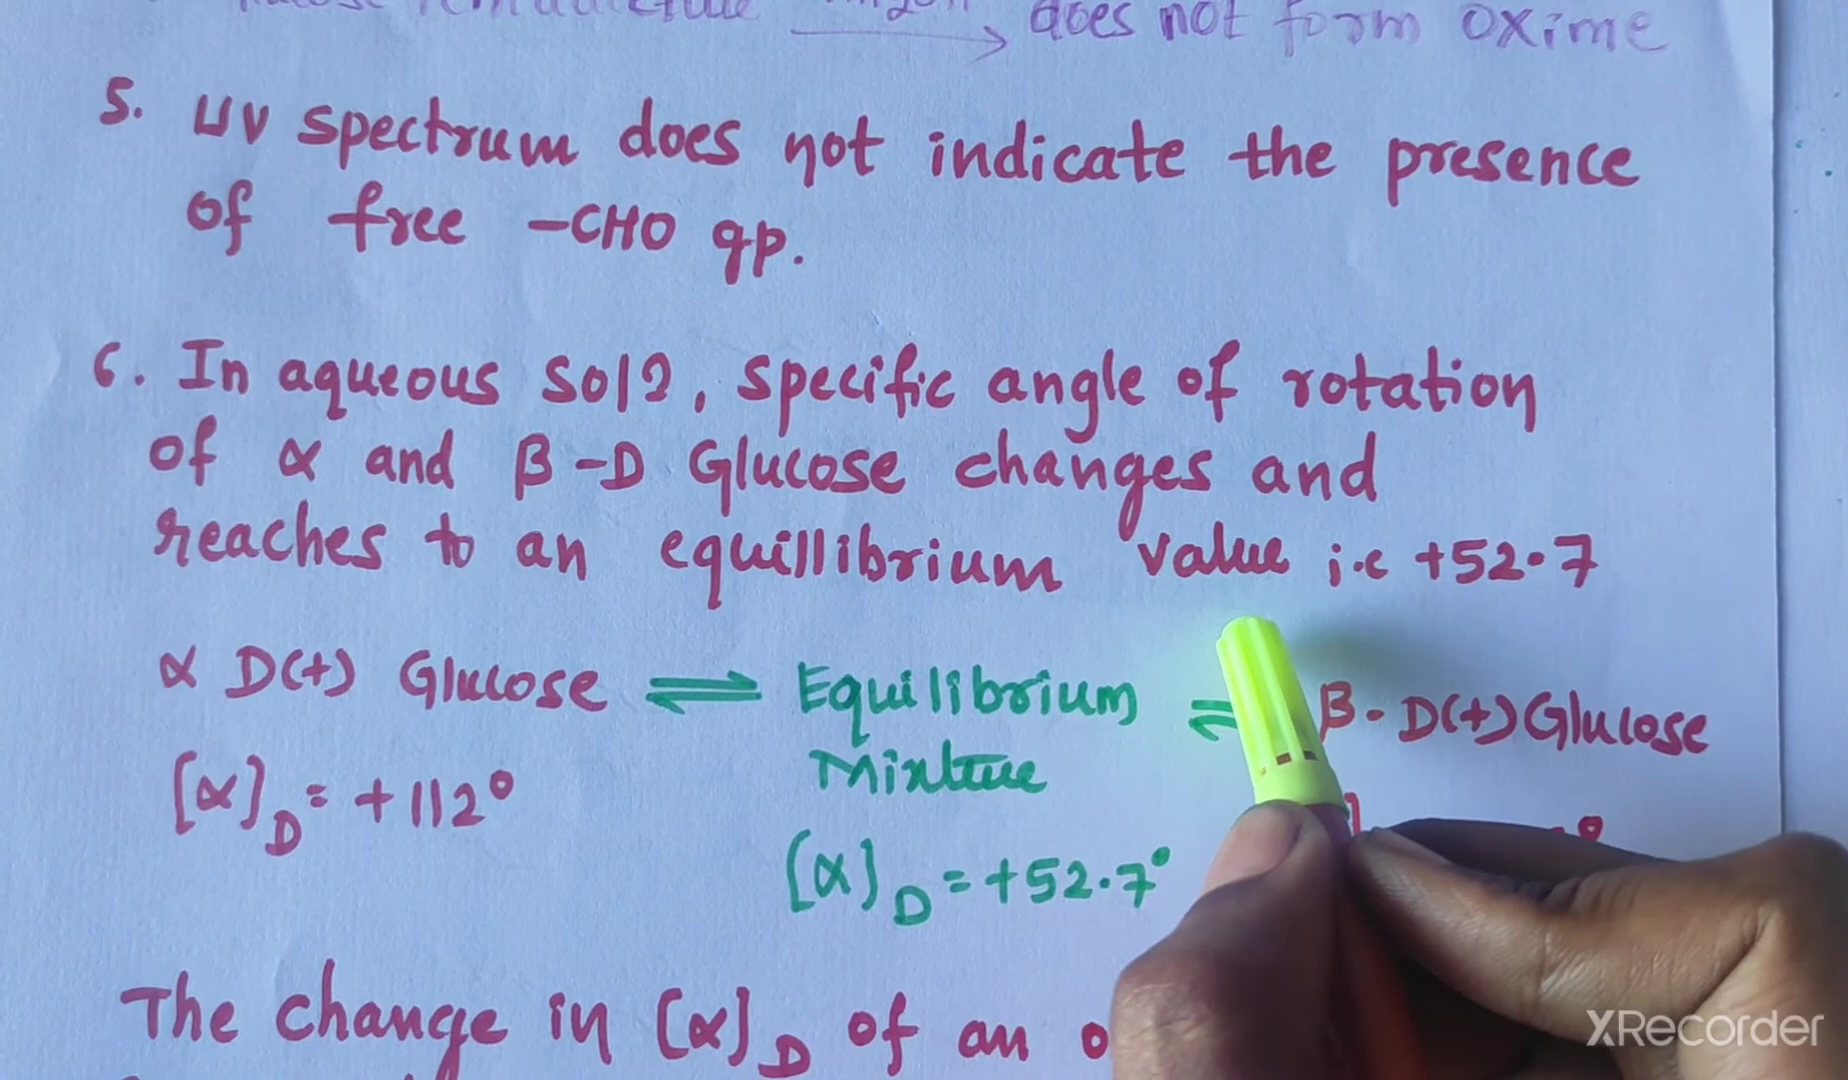 does not form oxime
5. UV spectrum does not indicate the presence
of free -CHO gp.
6. In aqueous Sol?, specific angle of rotation
of α and β-D Glucose changes and
reaches to an equillibrium value i.e +52.7
α D(+) Glucose ⇌ Equilibrium ⇌ β-D(+) Glucose
Mixture
[α]D = +112°
[α]D = +52.7°
The change in [α]D of an
XRecorder